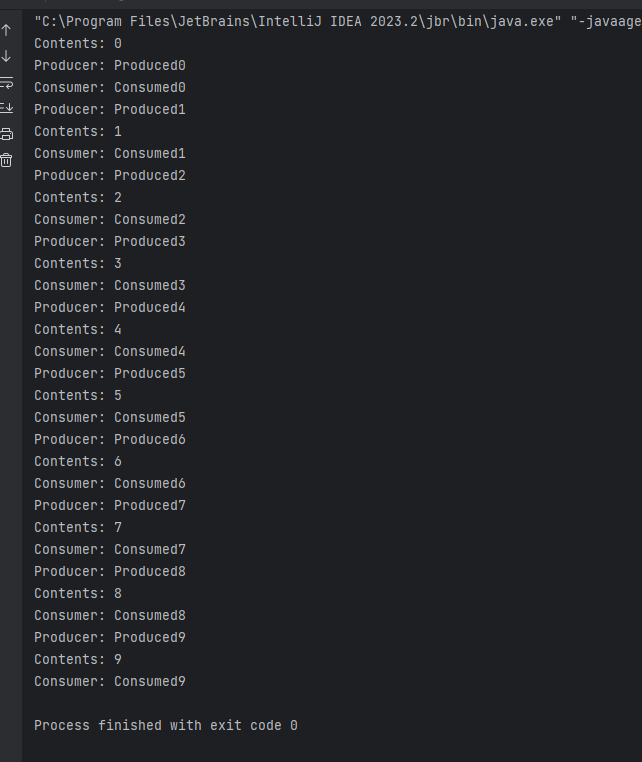 "C:\Program Files\JetBrains\IntelliJ IDEA 2023.2\jbr\bin\java.exe" "-javaage
Contents: 0
Producer: Produced0
Consumer: Consumed0
Producer: Produced1
Contents: 1
Consumer: Consumed1
Producer: Produced2
Contents: 2
Consumer: Consumed2
Producer: Produced3
Contents: 3
Consumer: Consumed3
Producer: Produced4
Contents: 4
Consumer: Consumed4
Producer: Produced5
Contents: 5
Consumer: Consumed5
Producer: Produced6
Contents: 6
Consumer: Consumed6
Producer: Produced7
Contents: 7
Consumer: Consumed7
Producer: Produced8
Contents: 8
Consumer: Consumed8
Producer: Produced9
Contents: 9
Consumer: Consumed9
Process finished with exit code 0